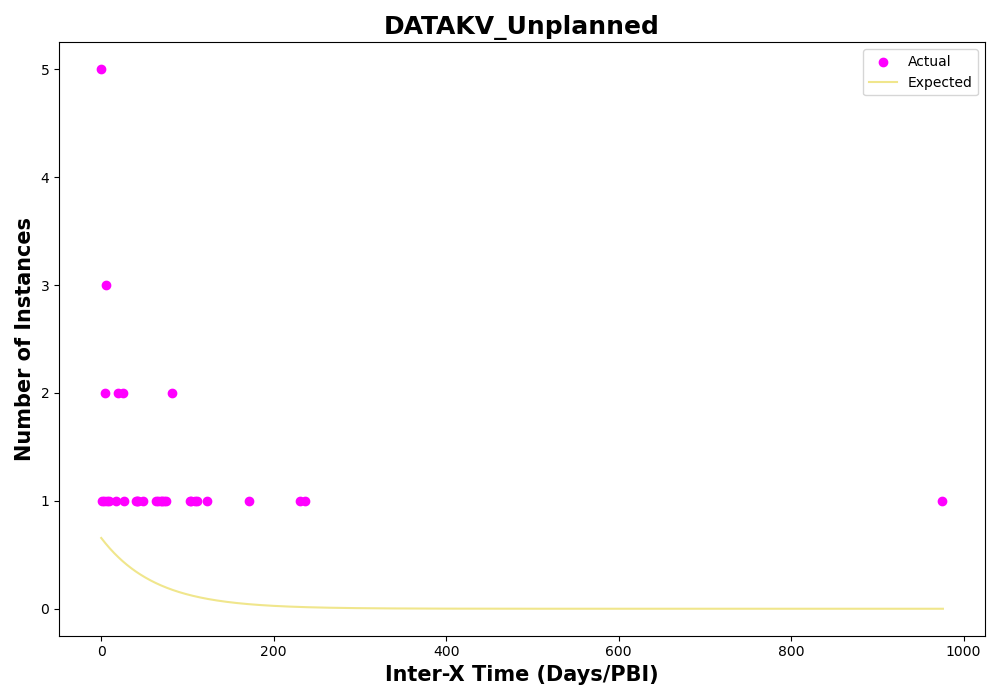 DATAKV_Unplanned
Actual
Expected
Number of Instances
5
4
3
2
1
0
0
200
400
600
800
1000
Inter-X Time (Days/PBI)